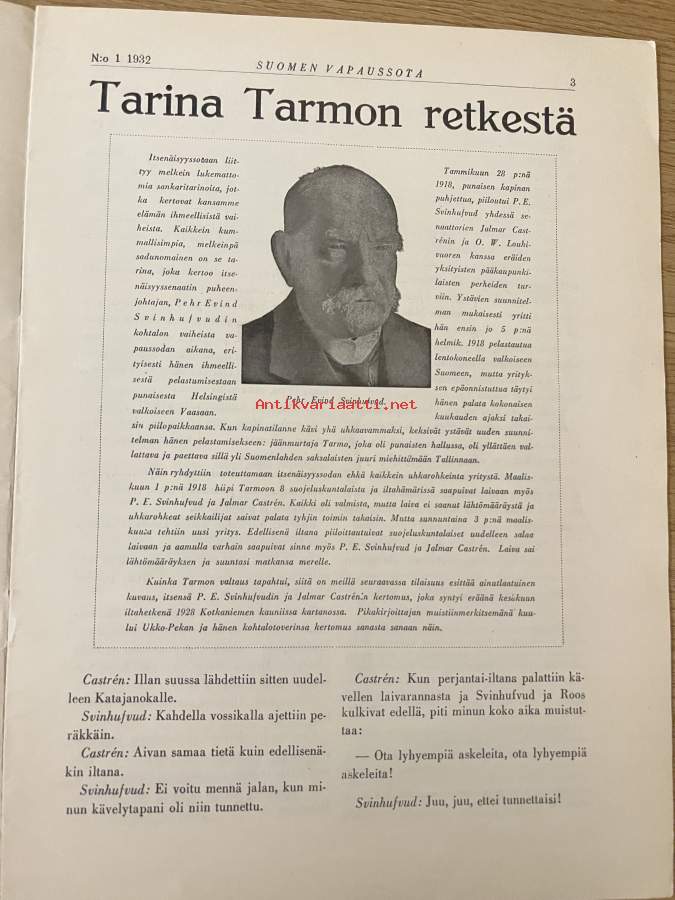 N:o 1 1932
SUOMEN VAPAUSSOTA
3
Tarina Tarmon retkestä
Itsenäisyyssotaan liit-
tyy melkein lukematto-
mia sankaritarinoita, jot-
ka kertovat kansamme
elämän ihmeellisistä vai-
heista. Kaikkein kum-
mallisimpia, melkeinpä
sadunomainen on se ta-
rina, joka kertoo itse-
näisyyssenaatin puheen-
johtajan, Pehr Evind
Svinhufvudin
kohtalon vaiheista va-
paussodan aikana, eri-
tyisesti hänen ihmeelli-
sestä pelastumisestaan
punaisesta Helsingistä
valkoiseen Vaasaan.
Pehr Evind Svinhufvud.
Antikvariaatti.net
Tammikuun 28 p:nä
1918, punaisen kapinan
puhjettua, piiloutui P. E.
Svinhufvud yhdessä se-
naattorien Jalmar Cast-
rénin ja O. W. Louhi-
vuoren kanssa eräiden
yksityisten pääkaupunki-
laisten perheiden tur-
viin. Ystävien suunnitel-
man mukaisesti yritti
hän ensin jo 5 p:nä
helmik. 1918 pelastautua
lentokoneella valkoiseen
Suomeen, mutta yrityk-
sen epäonnistuttua täytyi
hänen palata kokonaisen
kuukauden ajaksi takai-
sin piilopaikkaansa. Kun kapinatilanne kävi yhä uhkaavammaksi, keksivät ystävät uuden suunni-
telman hänen pelastamisekseen: jäänmurtaja Tarmo, joka oli punaisten hallussa, oli yllättäen val-
lattava ja paettava sillä yli Suomenlahden saksalaisten juuri miehittämään Tallinnaan.
Näin ryhdyttiin toteuttamaan itsenäisyyssodan ehkä kaikkein uhkarohkeinta yritystä. Maalis-
kuun 1 p:nä 1918 hiipi Tarmoon 8 suojeluskuntalaista ja iltahämärissä saapuivat laivaan myös
P. E. Svinhufvud ja Jalmar Castrén. Kaikki oli valmista, mutta laiva ei saanut lähtömääräystä ja
uhkarohkeat seikkailijat saivat palata tyhjin toimin takaisin. Mutta sunnuntaina 3 p:nä maalis-
kuuta tehtiin uusi yritys. Edellisenä iltana piiloittautuivat suojeluskuntalaiset uudelleen salaa
laivaan ja aamulla varhain saapuivat sinne myös P. E. Svinhufvud ja Jalmar Castrén. Laiva sai
lähtömääräyksen ja suuntasi matkansa merelle.
Kuinka Tarmon valtaus tapahtui, siitä on meillä seuraavassa tilaisuus esittää ainutlaatuinen
kuvaus, itsensä P. E. Svinhufvudin ja Jalmar Castrén:n kertomus, joka syntyi eräänä kesäkuun
iltahetkenä 1928 Kotkaniemen kauniissa kartanossa. Pikakirjoittajan muistiinmerkitsemänä kuu-
lui Ukko-Pekan ja hänen kohtalotoverinsa kertomus sanasta sanaan näin.
Castrén: Illan suussa lähdettiin sitten uudel-
leen Katajanokalle.
Svinhufvud: Kahdella vossikalla ajettiin pe-
räkkäin.
Castrén: Aivan samaa tietä kuin edellisenä-
kin iltana.
Svinhufvud: Ei voitu mennä jalan, kun mi-
nun kävelytapani oli niin tunnettu.
Castrén: Kun perjantai-iltana palattiin kä-
vellen laivarannasta ja Svinhufvud ja Roos
kulkivat edellä, piti minun koko aika muistut-
taa:
— Ota lyhyempiä askeleita, ota lyhyempiä
askeleita!
Svinhufvud: Juu, juu, ettei tunnettaisi!